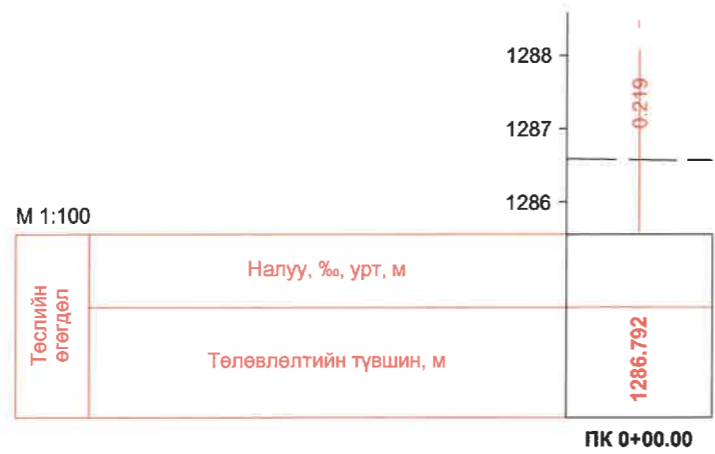 1288
0.219
1287
1286
М 1:100
Төслийн
өгөгдөл
Налуу, ‰, урт, м
Төлөвлөлтийн түвшин, м
1286.792
ПК 0+00.00